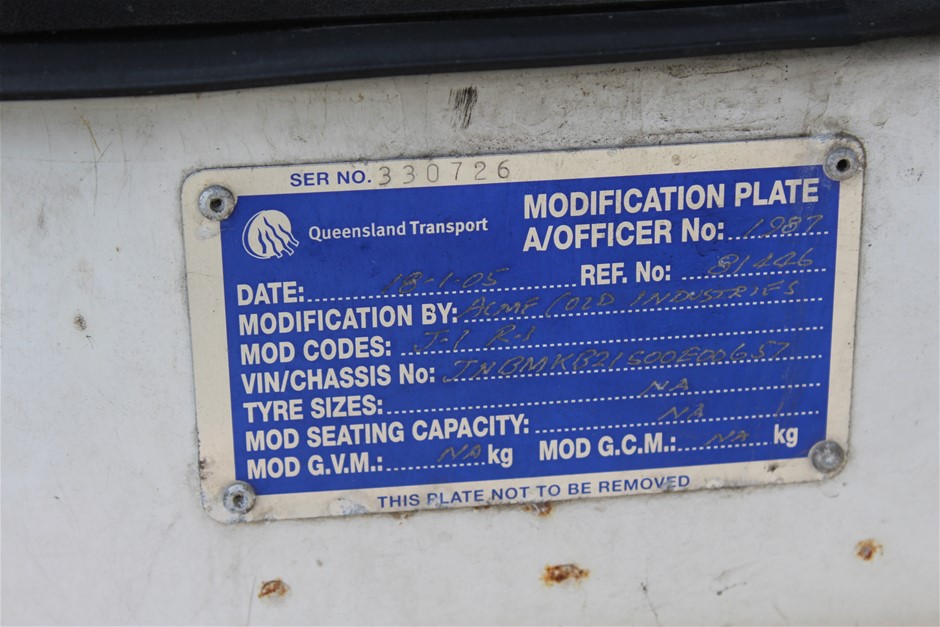 SER NO. 330726
Queensland Transport
MODIFICATION PLATE
A/OFFICER No: 1987
DATE: 18-1-05 REF. No: 81446
MODIFICATION BY: ACME COLD INDUSTRIES
MOD CODES: J-1 R-1
VIN/CHASSIS No:
TYRE SIZES: NA
MOD SEATING CAPACITY: NA
MOD G.V.M.: NA kg MOD G.C.M.: NA kg
THIS PLATE NOT TO BE REMOVED